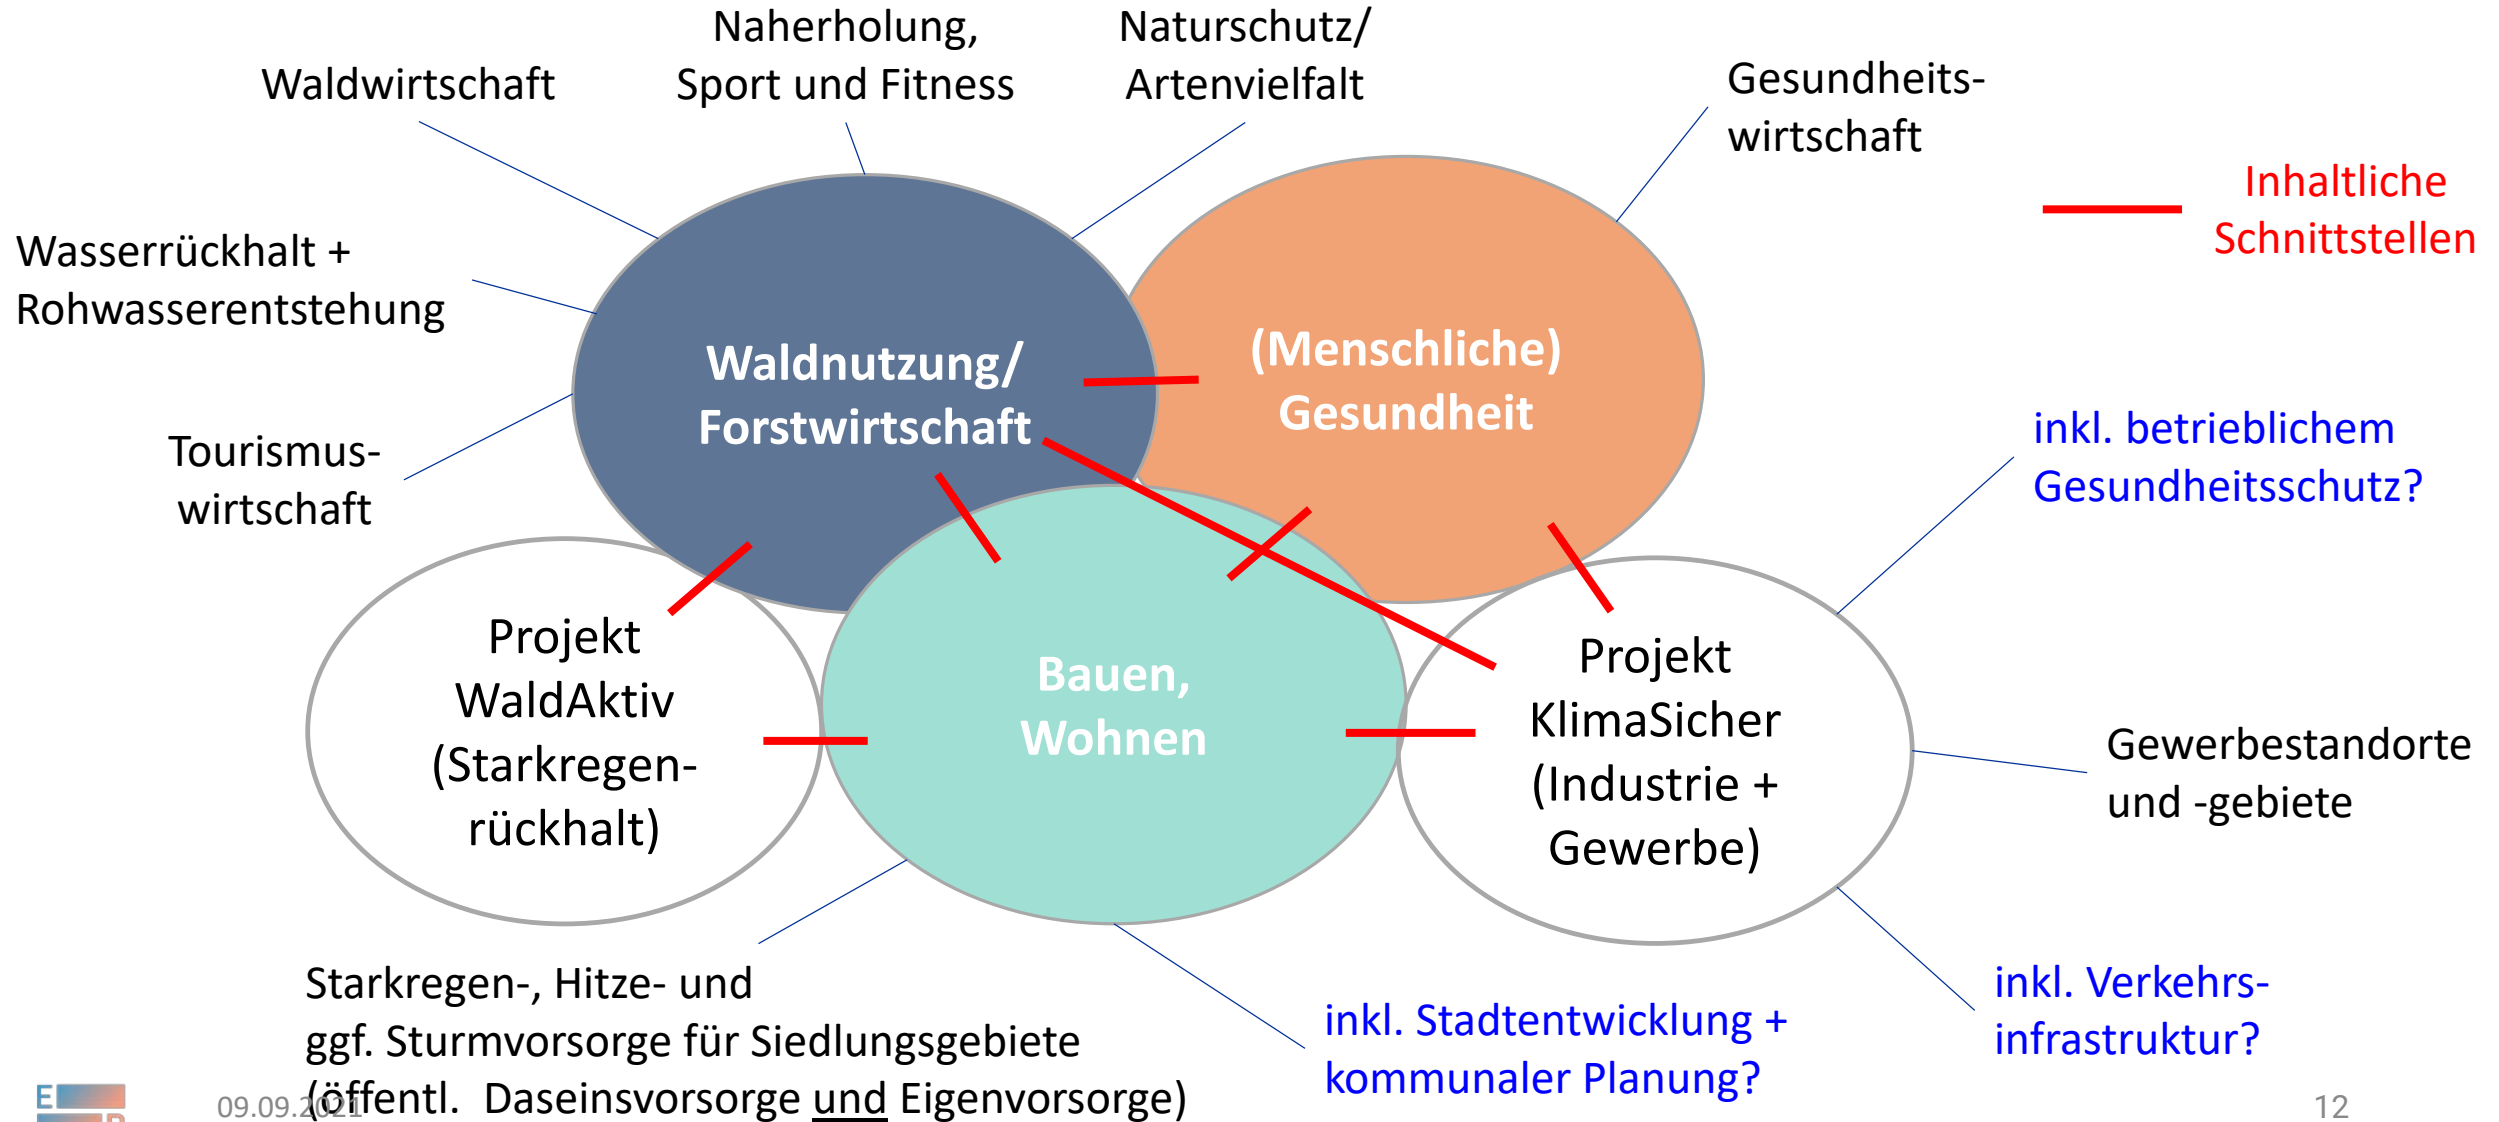 Naherholung,
Sport und Fitness
Naturschutz/
Artenvielfalt
Waldwirtschaft
Gesundheits-
wirtschaft
Inhaltliche
Schnittstellen
Wasserrückhalt +
Rohwasserentstehung
Waldnutzung/
Forstwirtschaft
(Menschliche)
Gesundheit
Tourismus-
wirtschaft
inkl. betrieblichem
Gesundheitsschutz?
Projekt
WaldAktiv
(Starkregen-
rückhalt)
Bauen,
Wohnen
Projekt
KlimaSicher
(Industrie +
Gewerbe)
Gewerbestandorte
und -gebiete
Starkregen-, Hitze- und
ggf. Sturmvorsorge für Siedlungsgebiete
(öffentl. Daseinsvorsorge und Eigenvorsorge)
inkl. Stadtentwicklung +
kommunaler Planung?
inkl. Verkehrs-
infrastruktur?
E
09.09.2021
12